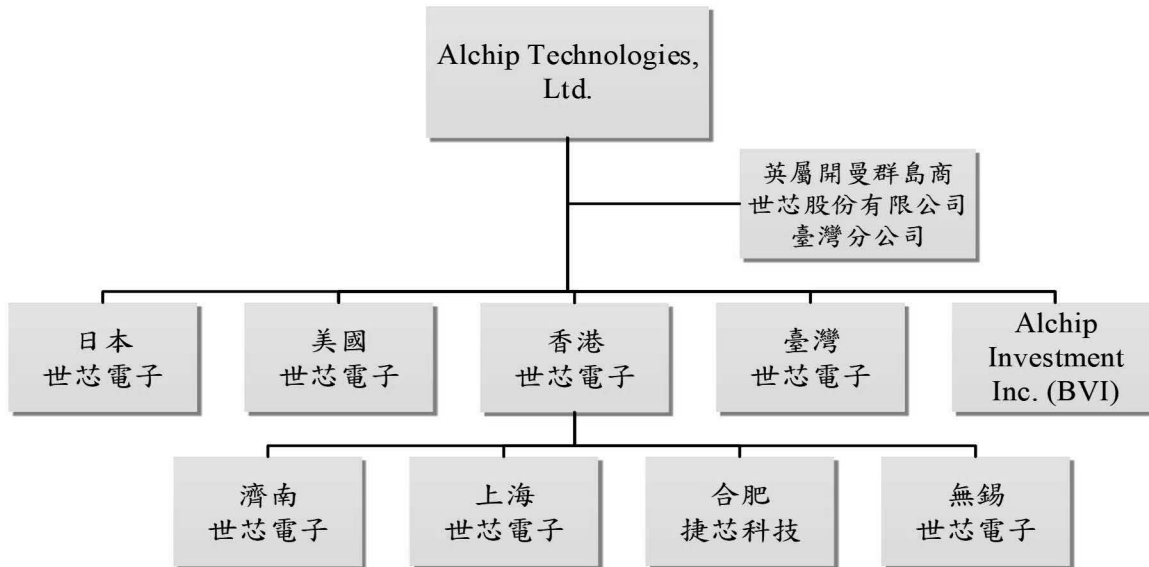 Alchip Technologies,
Ltd.
英屬開曼群島商
世芯股份有限公司
臺灣分公司
日本
世芯電子
美國
世芯電子
香港
世芯電子
臺灣
世芯電子
Alchip
Investment
Inc. (BVI)
濟南
世芯電子
上海
世芯電子
合肥
捷芯科技
無錫
世芯電子